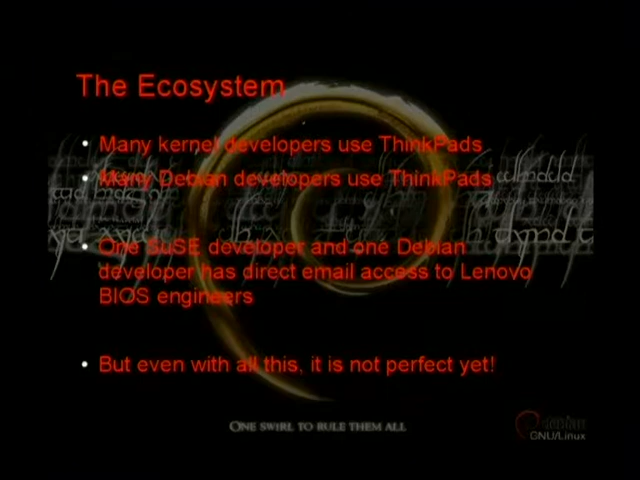 The Ecosystem
Many kernel developers use ThinkPads
Many Debian developers use ThinkPads
One SuSE developer and one Debian
developer has direct email access to Lenovo
BIOS engineers
But even with all this, it is not perfect yet!
ONE SWIRL TO RULE THEM ALL
GNU/Linux